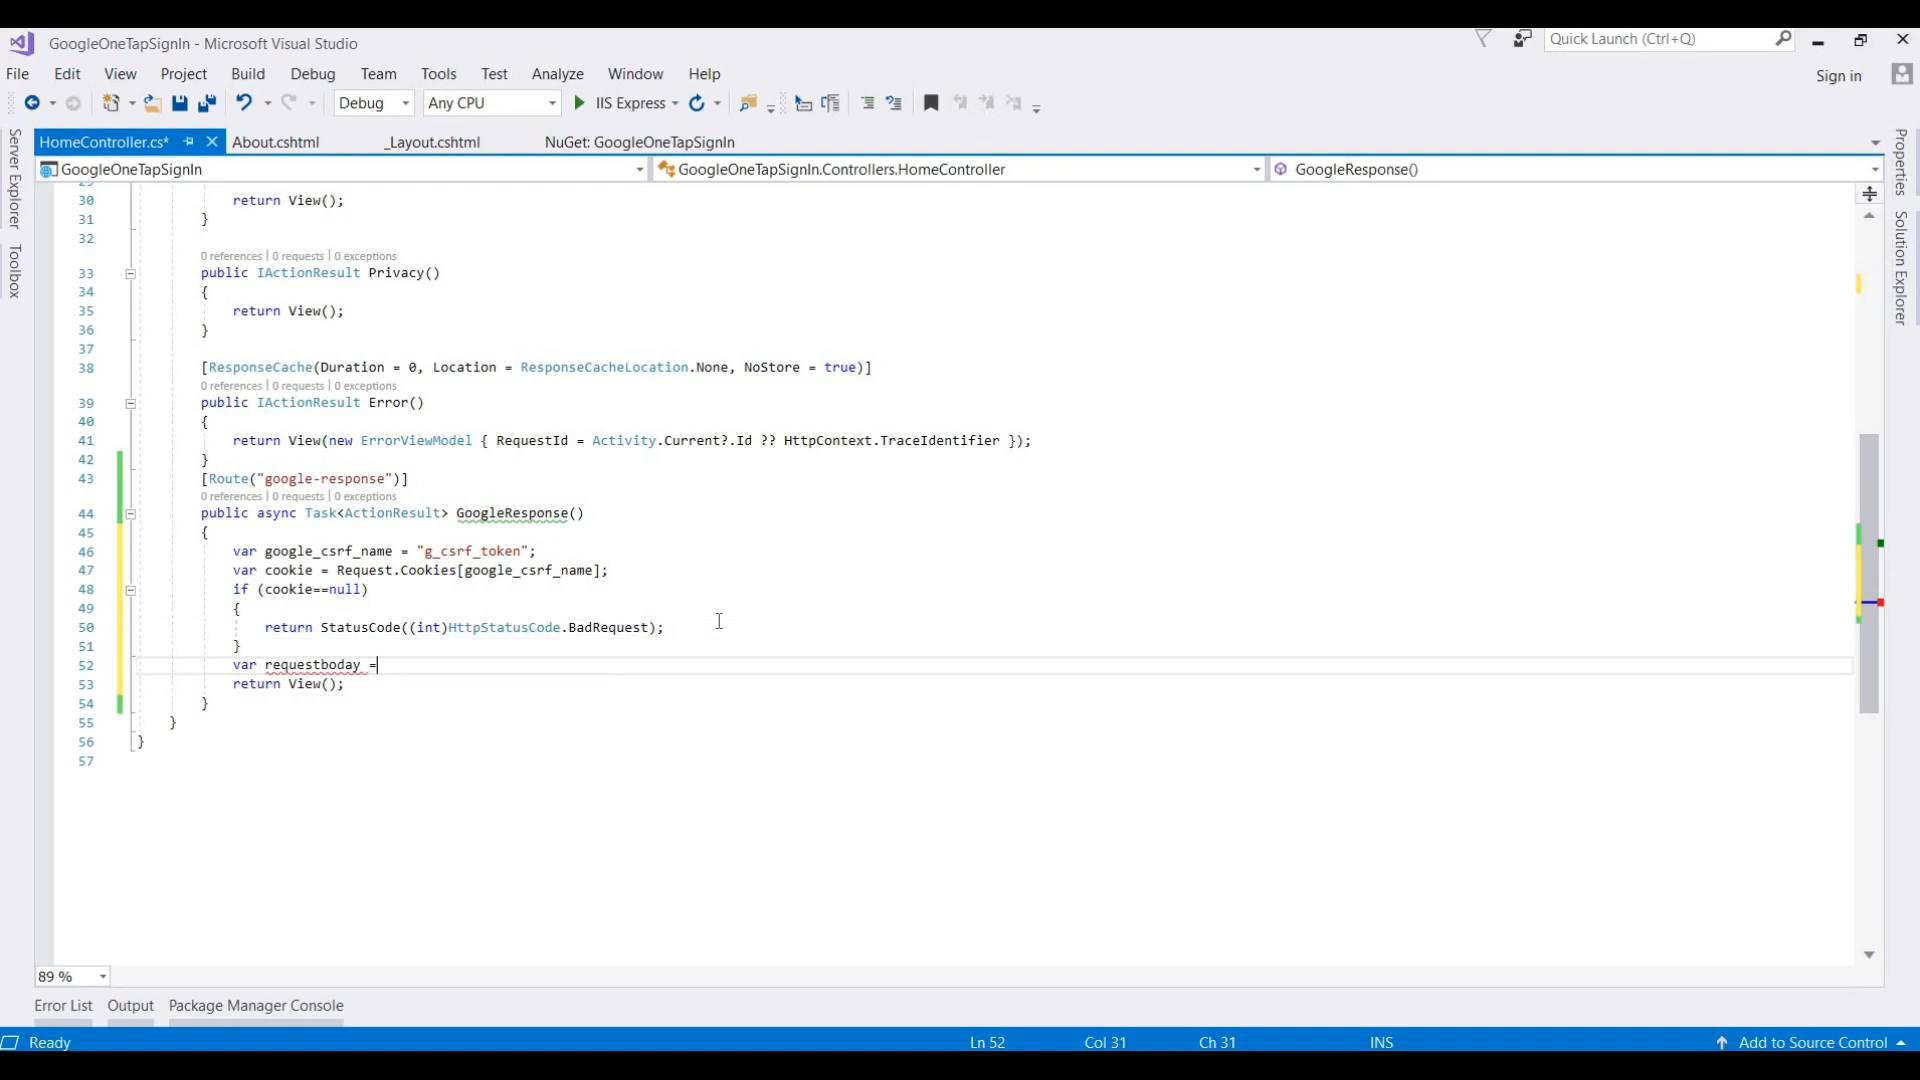 GoogleOneTapSignIn - Microsoft Visual Studio
Quick Launch (Ctrl+Q)
File Edit View Project Build Debug Team Tools Test Analyze Window Help
Sign in
Debug Any CPU IIS Express
HomeController.cs* About.cshtml _Layout.cshtml NuGet: GoogleOneTapSignIn
GoogleOneTapSignIn GoogleOneTapSignIn.Controllers.HomeController GoogleResponse()
Server Explorer
Toolbox
Properties
Solution Explorer
30 return View();
31 }
32
0 references | 0 requests | 0 exceptions
33 public IActionResult Privacy()
34 {
35 return View();
36 }
37
38 [ResponseCache(Duration = 0, Location = ResponseCacheLocation.None, NoStore = true)]
0 references | 0 requests | 0 exceptions
39 public IActionResult Error()
40 {
41 return View(new ErrorViewModel { RequestId = Activity.Current?.Id ?? HttpContext.TraceIdentifier });
42 }
43 [Route("google-response")]
0 references | 0 requests | 0 exceptions
44 public async Task<ActionResult> GoogleResponse()
45 {
46 var google_csrf_name = "g_csrf_token";
47 var cookie = Request.Cookies[google_csrf_name];
48 if (cookie==null)
49 {
50 return StatusCode((int)HttpStatusCode.BadRequest);
51 }
52 var requestboday =
53 return View();
54 }
55 }
56 }
57
89 %
Error List Output Package Manager Console
Ready Ln 52 Col 31 Ch 31 INS Add to Source Control